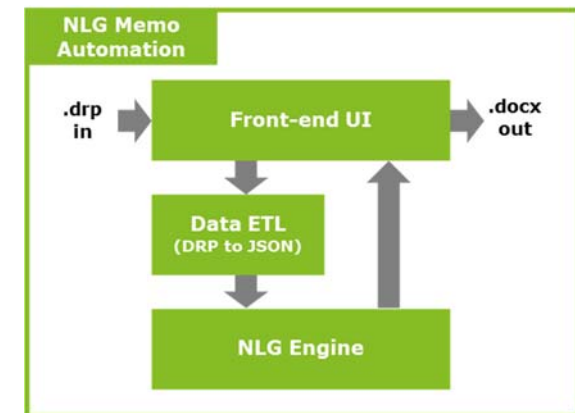 NLG Memo
Automation
.drp
in
Front-end UI
.docx
out
Data ETL
(DRP to JSON)
NLG Engine